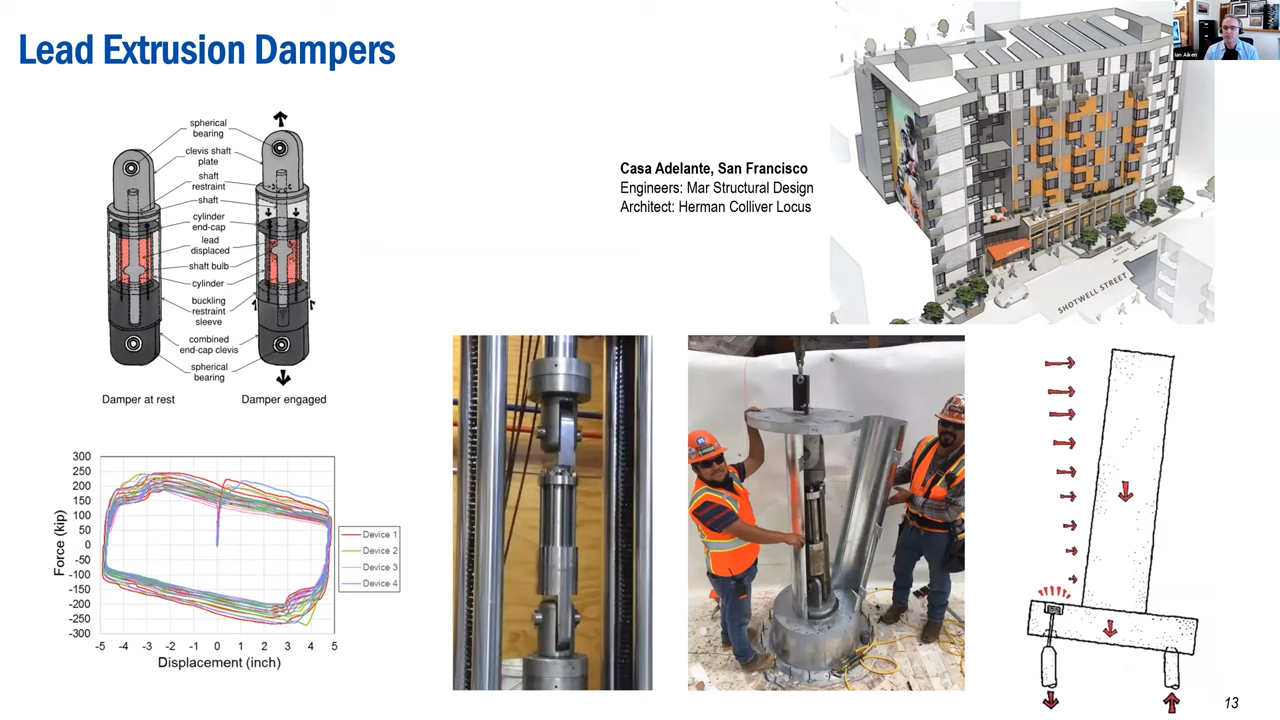 Lead Extrusion Dampers
Ian Aiken
spherical
bearing
clevis shaft
plate
shaft
restraint
shaft
cylinder
end-cap
lead
displaced
shaft bulb
cylinder
buckling
restraint
sleeve
combined
end-cap clevis
spherical
bearing
Damper at rest
Damper engaged
Casa Adelante, San Francisco
Engineers: Mar Structural Design
Architect: Herman Colliver Locus
SHOTWELL STREET
300
250
200
150
100
50
0
-50
-100
-150
-200
-250
-300
Force (kip)
-5 -4 -3 -2 -1 0 1 2 3 4 5
Displacement (inch)
Device 1
Device 2
Device 3
Device 4
13